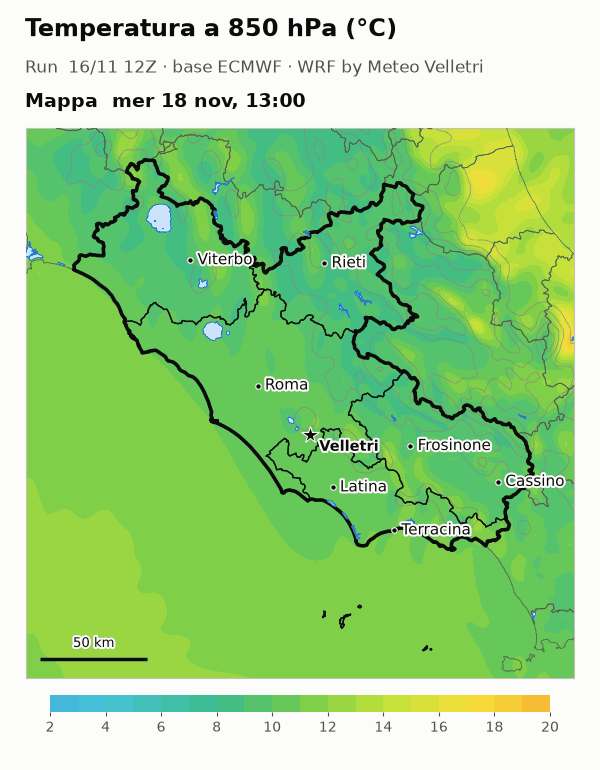 Temperatura a 850 hPa (°C)
Run  16/11 12Z · base ECMWF · WRF by Meteo Velletri
Mappa  mer 18 nov, 13:00
Viterbo
Rieti
Roma
Velletri
Frosinone
Cassino
Latina
Terracina
50 km
2 4 6 8 10 12 14 16 18 20